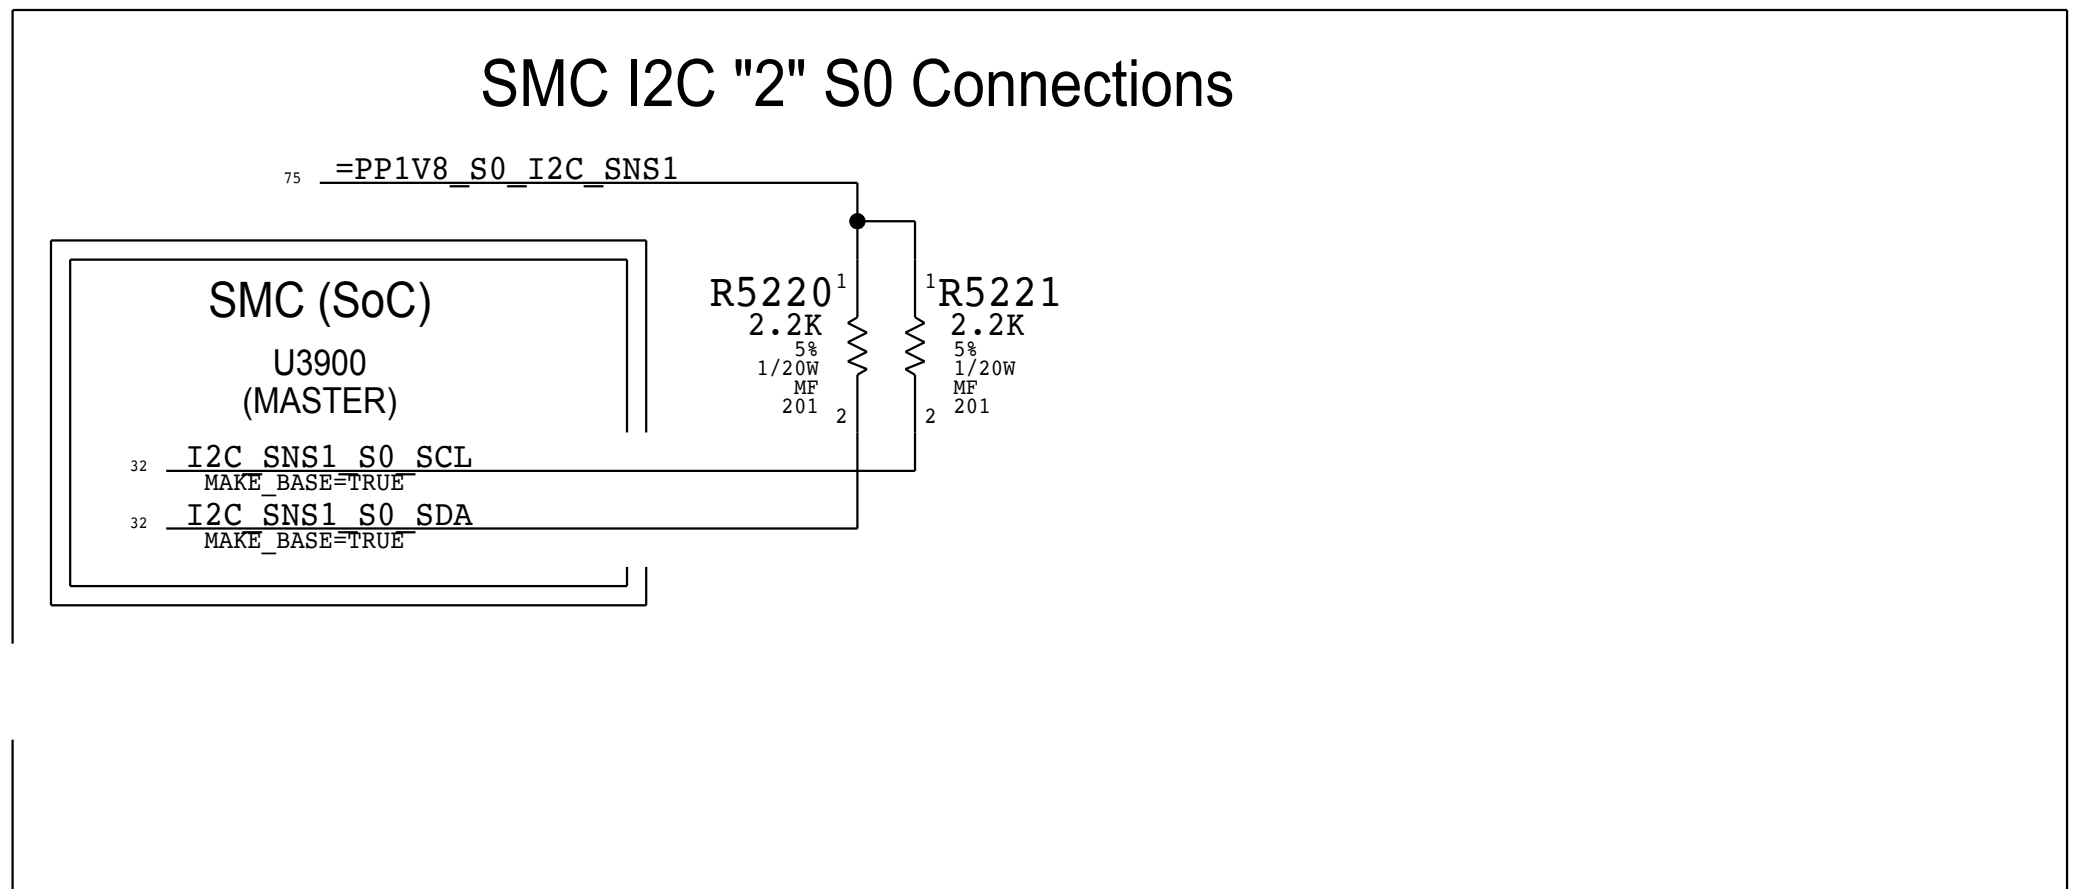 SMC I2C "2" S0 Connections
75 =PP1V8_S0_I2C_SNS1
SMC (SoC)
U3900
(MASTER)
R5220 1
2.2K
5%
1/20W
MF
201
2
1 R5221
2.2K
5%
1/20W
MF
201
2
32 I2C_SNS1_S0_SCL
MAKE_BASE=TRUE
32 I2C_SNS1_S0_SDA
MAKE_BASE=TRUE